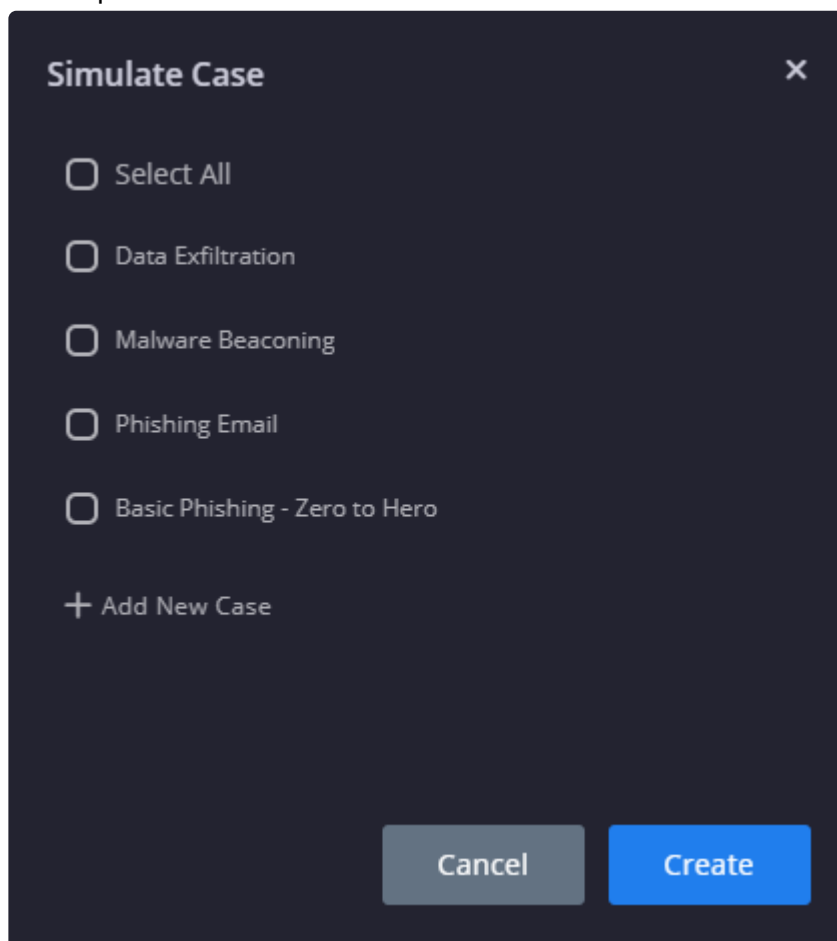 Simulate Case
Select All
Data Exfiltration
Malware Beaconing
Phishing Email
Basic Phishing - Zero to Hero
Add New Case
Cancel Create